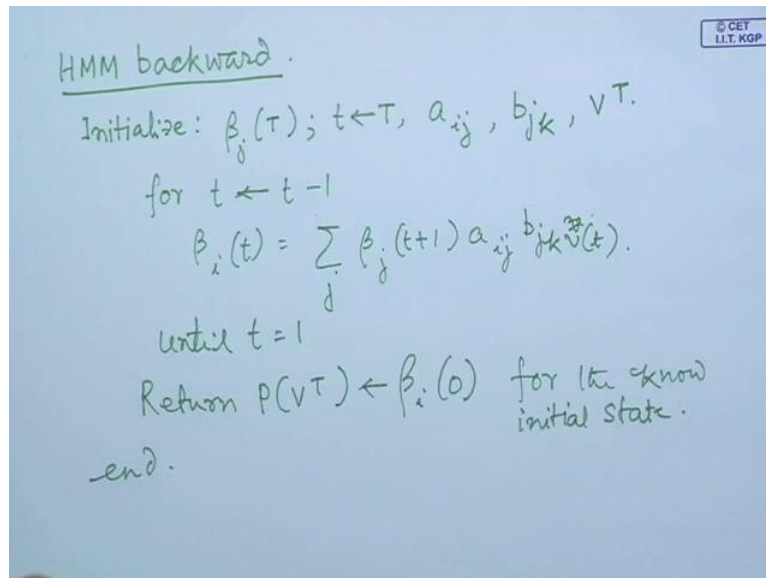 © CET
I.I.T. KGP
HMM backward.
Initialize: β_j(T); t←T, a_ij, b_jk, V^T.
for t ← t-1
β_i(t) = Σ_j β_j(t+1) a_ij b_jk v(t).
until t = 1
Return P(V^T) ← β_i(0) for the know
initial state.
end.